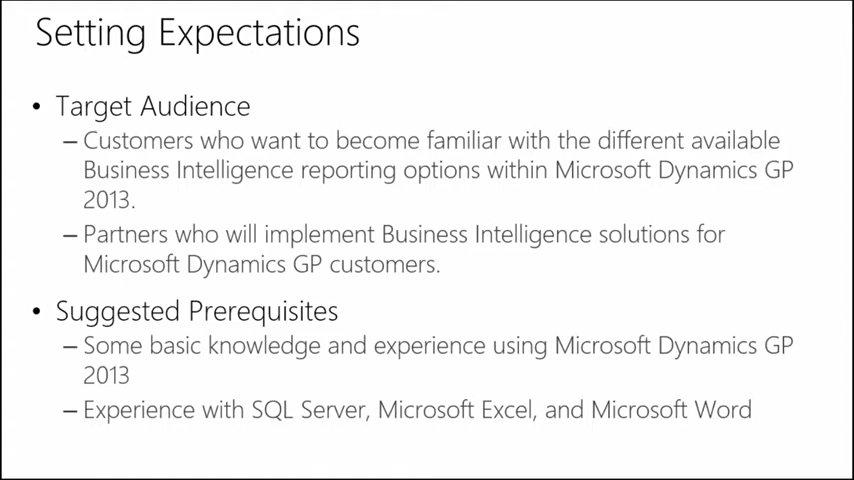 Setting Expectations
• Target Audience
– Customers who want to become familiar with the different available
Business Intelligence reporting options within Microsoft Dynamics GP
2013.
– Partners who will implement Business Intelligence solutions for
Microsoft Dynamics GP customers.
• Suggested Prerequisites
– Some basic knowledge and experience using Microsoft Dynamics GP
2013
– Experience with SQL Server, Microsoft Excel, and Microsoft Word